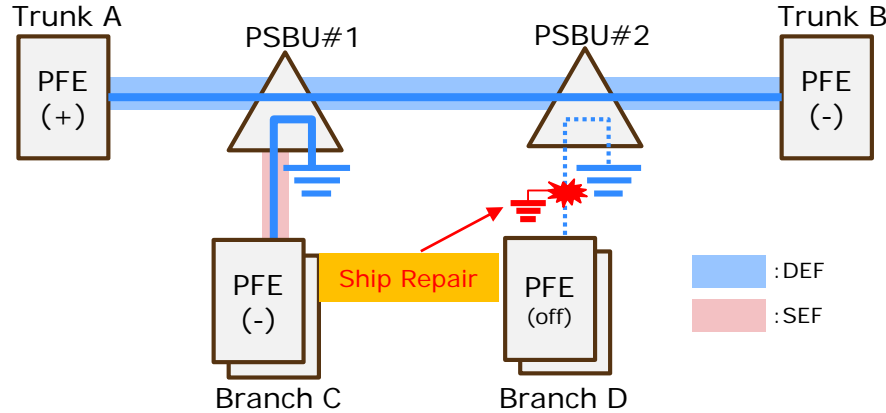 Trunk A
Trunk B
PSBU#1
PSBU#2
PFE
(+)
PFE
(-)
PFE
(-)
Ship Repair
PFE
(off)
:DEF
:SEF
Branch C
Branch D